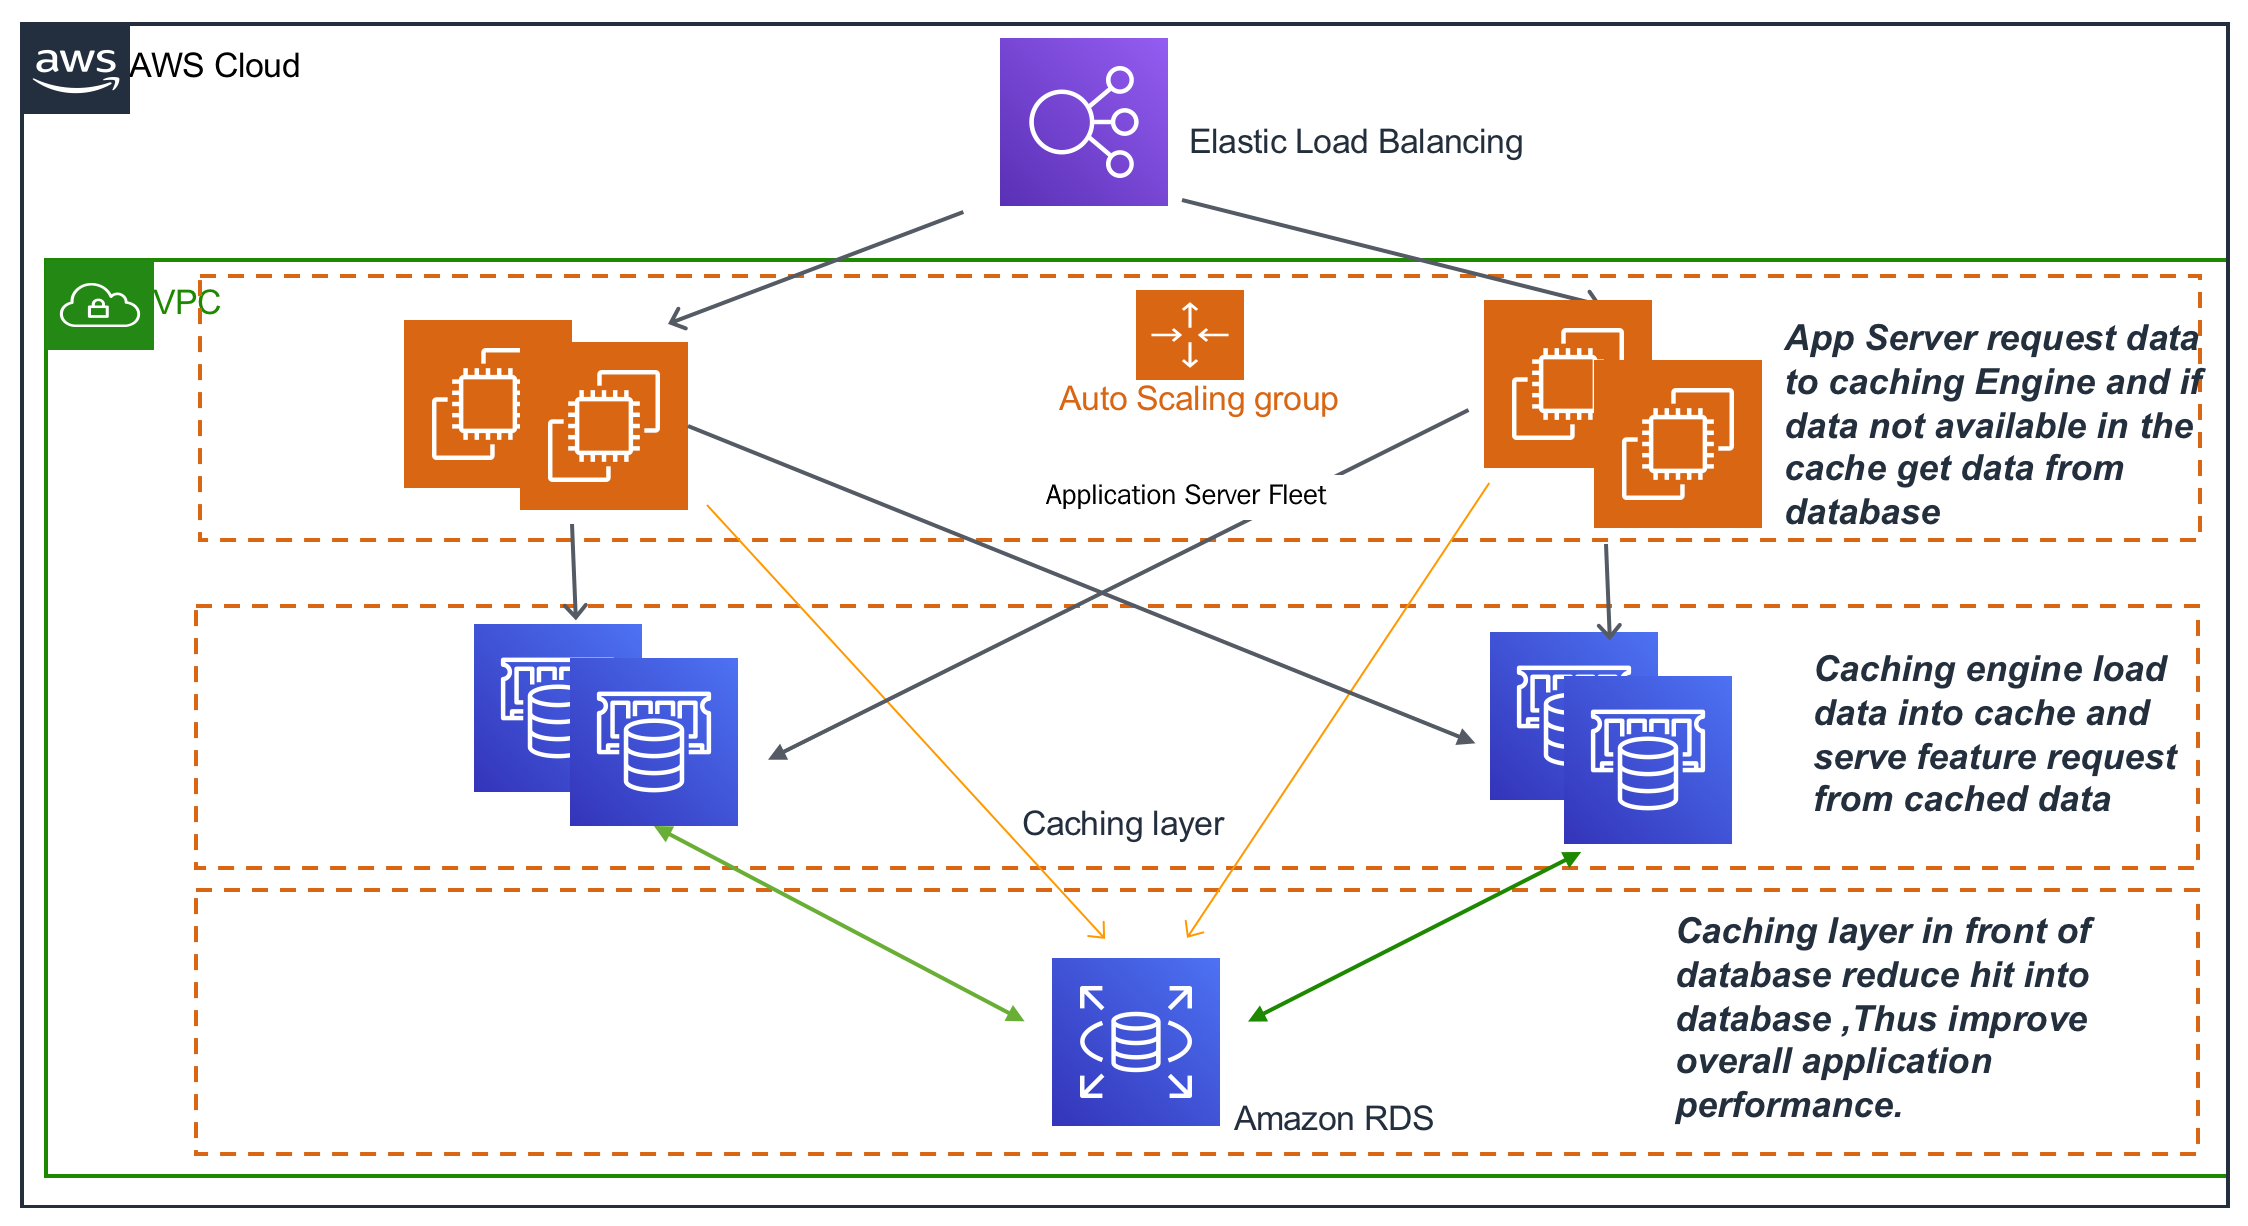 aws
AWS Cloud
Elastic Load Balancing
VPC
Auto Scaling group
Application Server Fleet
App Server request data
to caching Engine and if
data not available in the
cache get data from
database
Caching engine load
data into cache and
serve feature request
from cached data
Caching layer
Caching layer in front of
database reduce hit into
database ,Thus improve
overall application
performance.
Amazon RDS